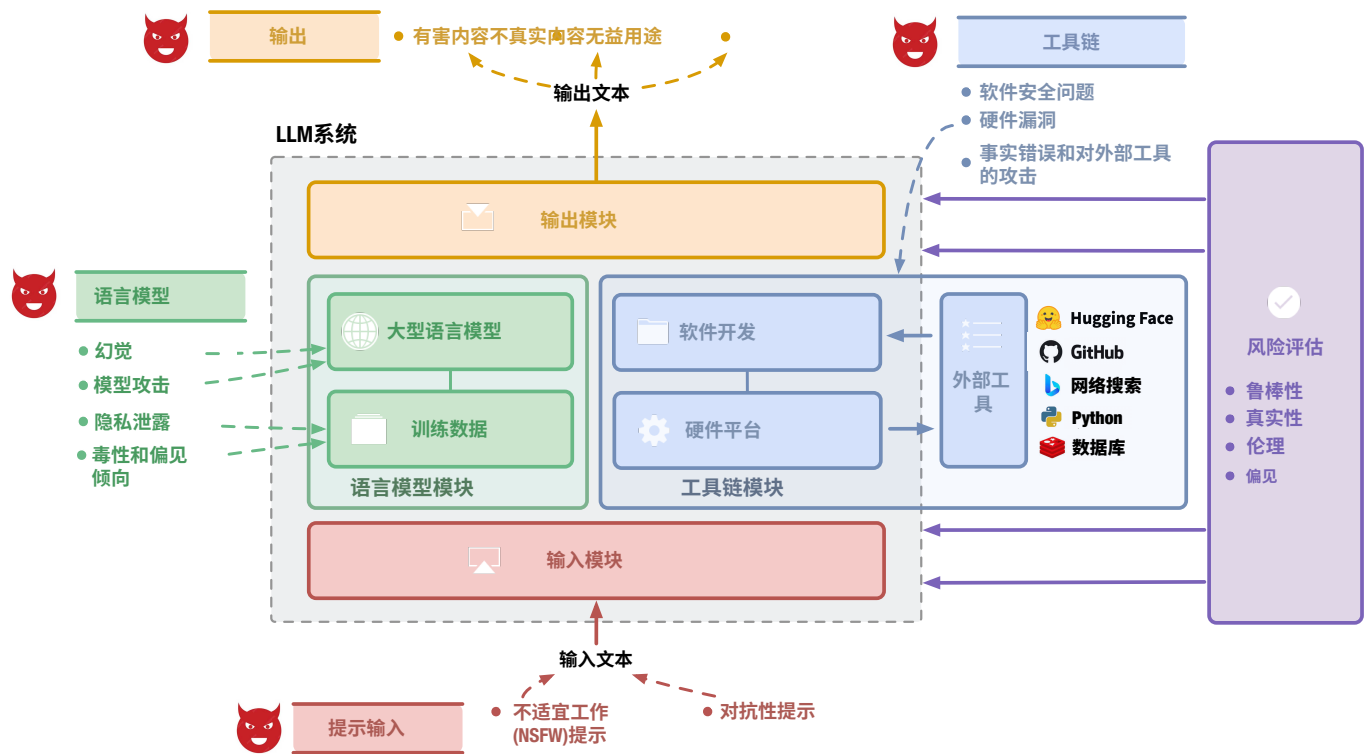 输出
有害内容不真实内容无益用途
工具链
输出文本
软件安全问题
硬件漏洞
事实错误和对外部工具
的攻击
LLM系统
输出模块
语言模型
幻觉
模型攻击
隐私泄露
毒性和偏见
倾向
大型语言模型
训练数据
语言模型模块
软件开发
硬件平台
工具链模块
外部工
具
Hugging Face
GitHub
网络搜索
Python
数据库
风险评估
鲁棒性
真实性
伦理
偏见
输入模块
输入文本
提示输入
不适宜工作
(NSFW)提示
对抗性提示